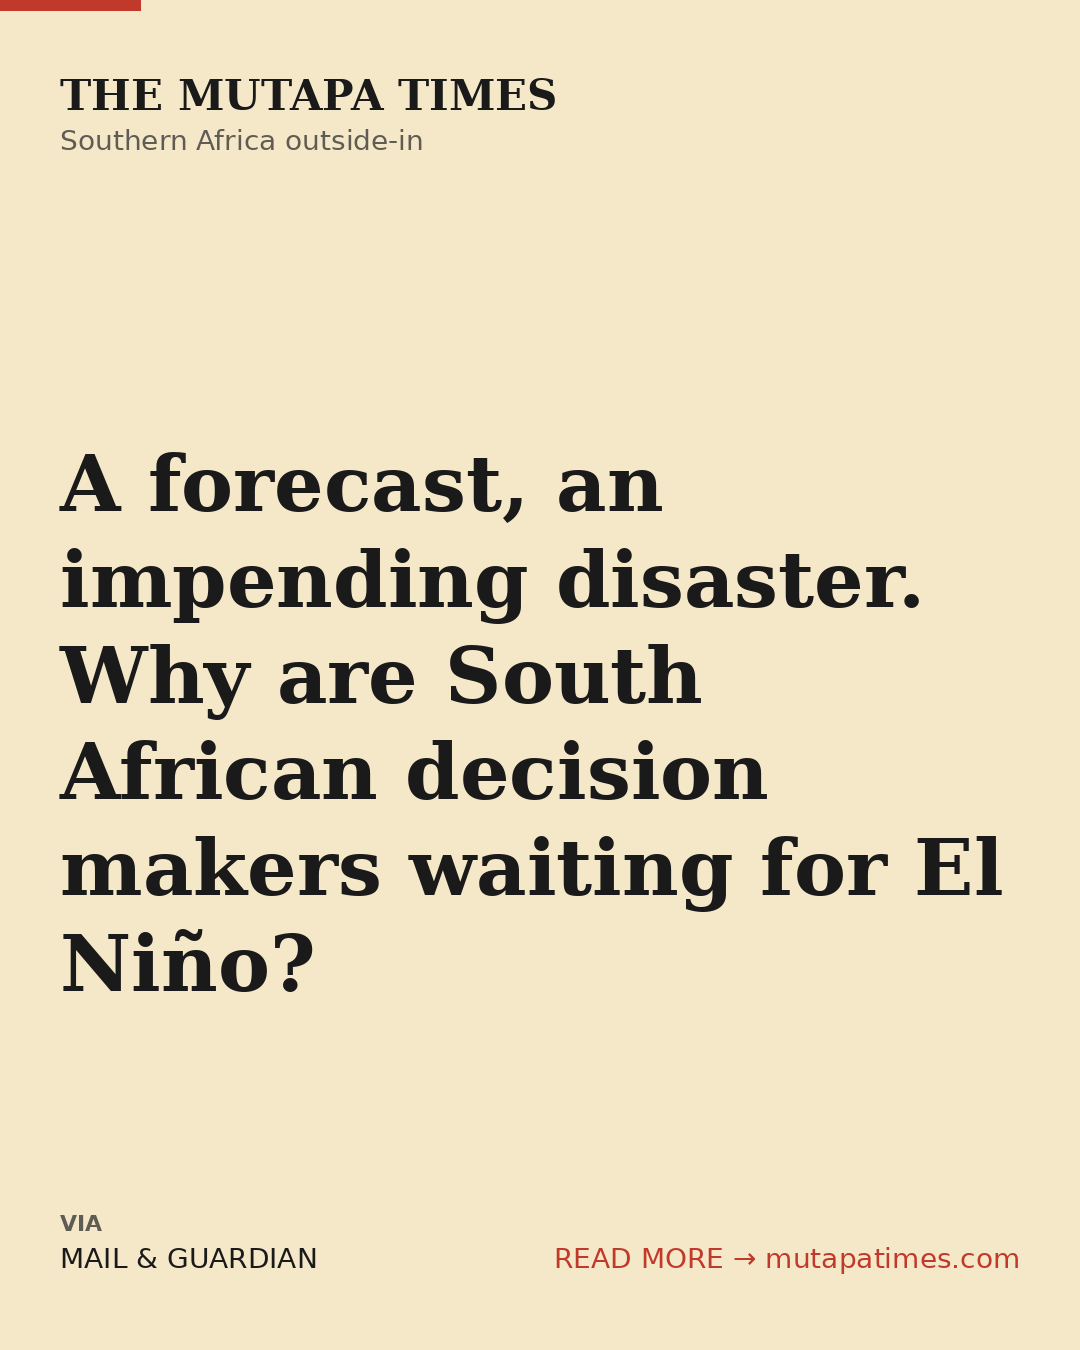 THE MUTAPA TIMES
Southern Africa outside-in
A forecast, an
impending disaster.
Why are South
African decision
makers waiting for El
Niño?
VIA
MAIL & GUARDIAN
READ MORE → mutapatimes.com